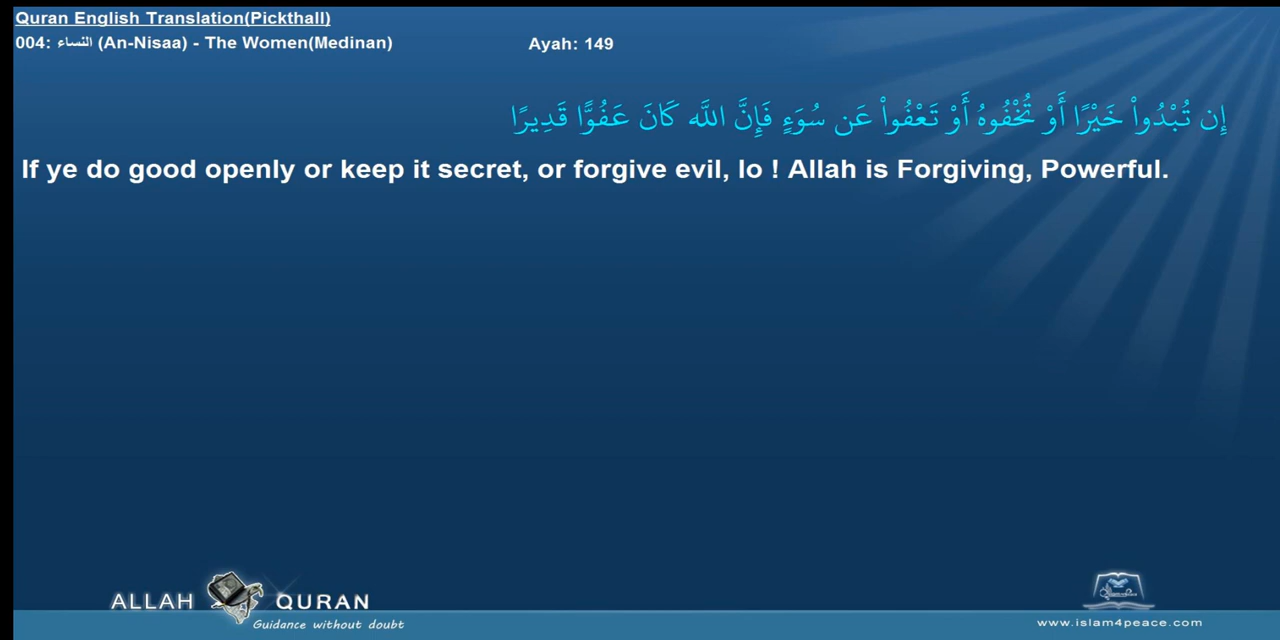 Quran English Translation(Pickthall)
004: النساء (An-Nisaa) - The Women(Medinan)
Ayah: 149
إِن تُبْدُواْ خَيْرًا أَوْ تُخْفُوهُ أَوْ تَعْفُواْ عَن سُوَءٍ فَإِنَّ اللَّه كَانَ عَفُوًّا قَدِيرًا
If ye do good openly or keep it secret, or forgive evil, lo ! Allah is Forgiving, Powerful.
ALLAH QURAN
Guidance without doubt
www.islam4peace.com